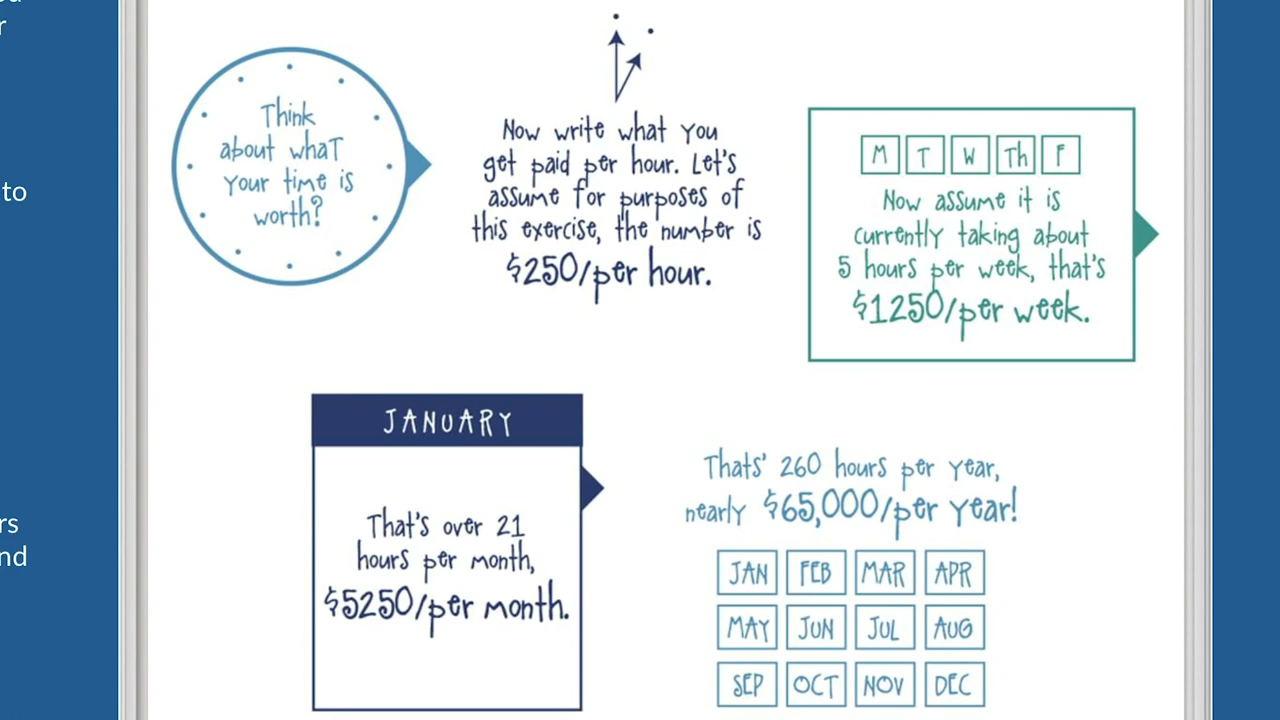 to
nd
Think
about what
your time is
worth?
Now write what you
get paid per hour. Let's
assume for purposes of
this exercise, the number is
$250/per hour.
M T W Th F
Now assume it is
currently taking about
5 hours per week, that's
$1250/per week.
JANUARY
That's over 21
hours per month,
$5250/per month.
Thats' 260 hours per year,
nearly $65,000/per year!
JAN FEB MAR APR
MAY JUN JUL AUG
SEP OCT NOV DEC